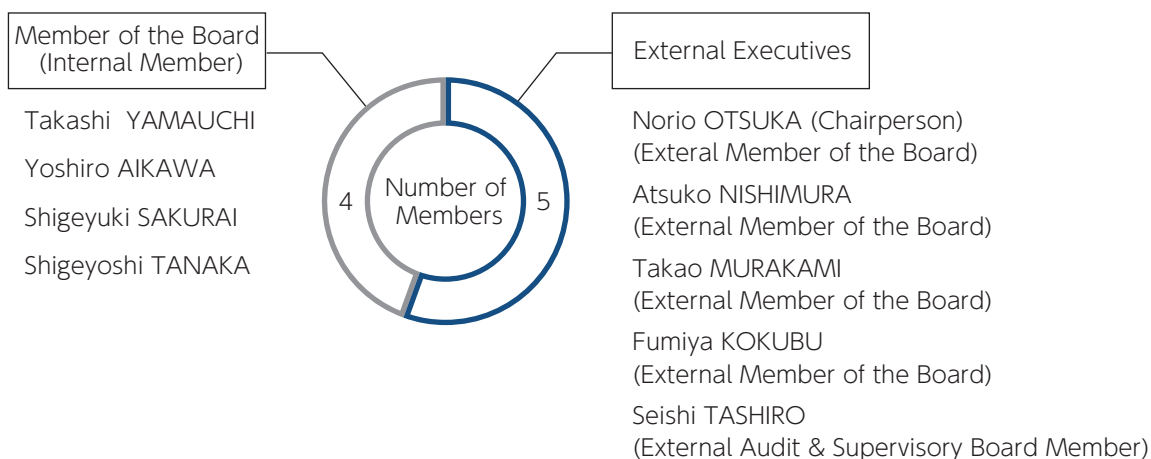 Member of the Board
(Internal Member)
Takashi YAMAUCHI
Yoshiro AIKAWA
Shigeyuki SAKURAI
Shigeyoshi TANAKA
4
Number of
Members
5
External Executives
Norio OTSUKA (Chairperson)
(Exteral Member of the Board)
Atsuko NISHIMURA
(External Member of the Board)
Takao MURAKAMI
(External Member of the Board)
Fumiya KOKUBU
(External Member of the Board)
Seishi TASHIRO
(External Audit & Supervisory Board Member)